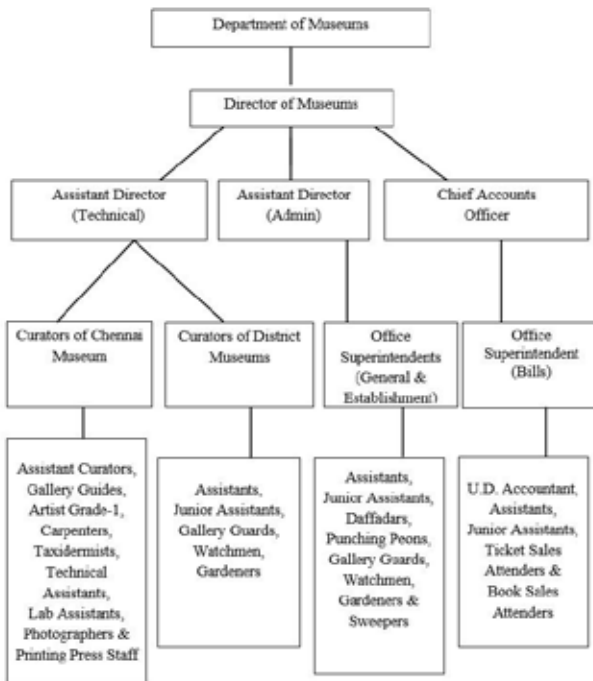 Department of Museums
Director of Museums
Assistant Director
(Technical)
Assistant Director
(Admin)
Chief Accounts
Officer
Curators of Chennai
Museum
Curators of District
Museums
Office
Superintendents
(General &
Establishment)
Office
Superintendent
(Bills)
Assistant Curators,
Gallery Guides,
Artist Grade-1,
Carpenters,
Taxidermists,
Technical
Assistants,
Lab Assistants,
Photographers &
Printing Press Staff
Assistants,
Junior Assistants,
Gallery Guards,
Watchmen,
Gardeners
Assistants,
Junior Assistants,
Daffadars,
Punching Peons,
Gallery Guards,
Watchmen,
Gardeners &
Sweepers
U.D. Accountant,
Assistants,
Junior Assistants,
Ticket Sales
Attenders &
Book Sales
Attenders